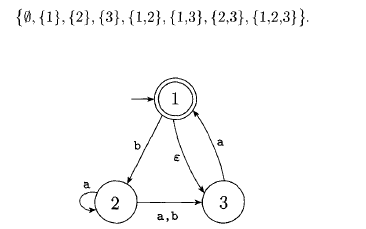 {∅, {1}, {2}, {3}, {1,2}, {1,3}, {2,3}, {1,2,3}}.
1
b
ε
a
a
2
3
a,b